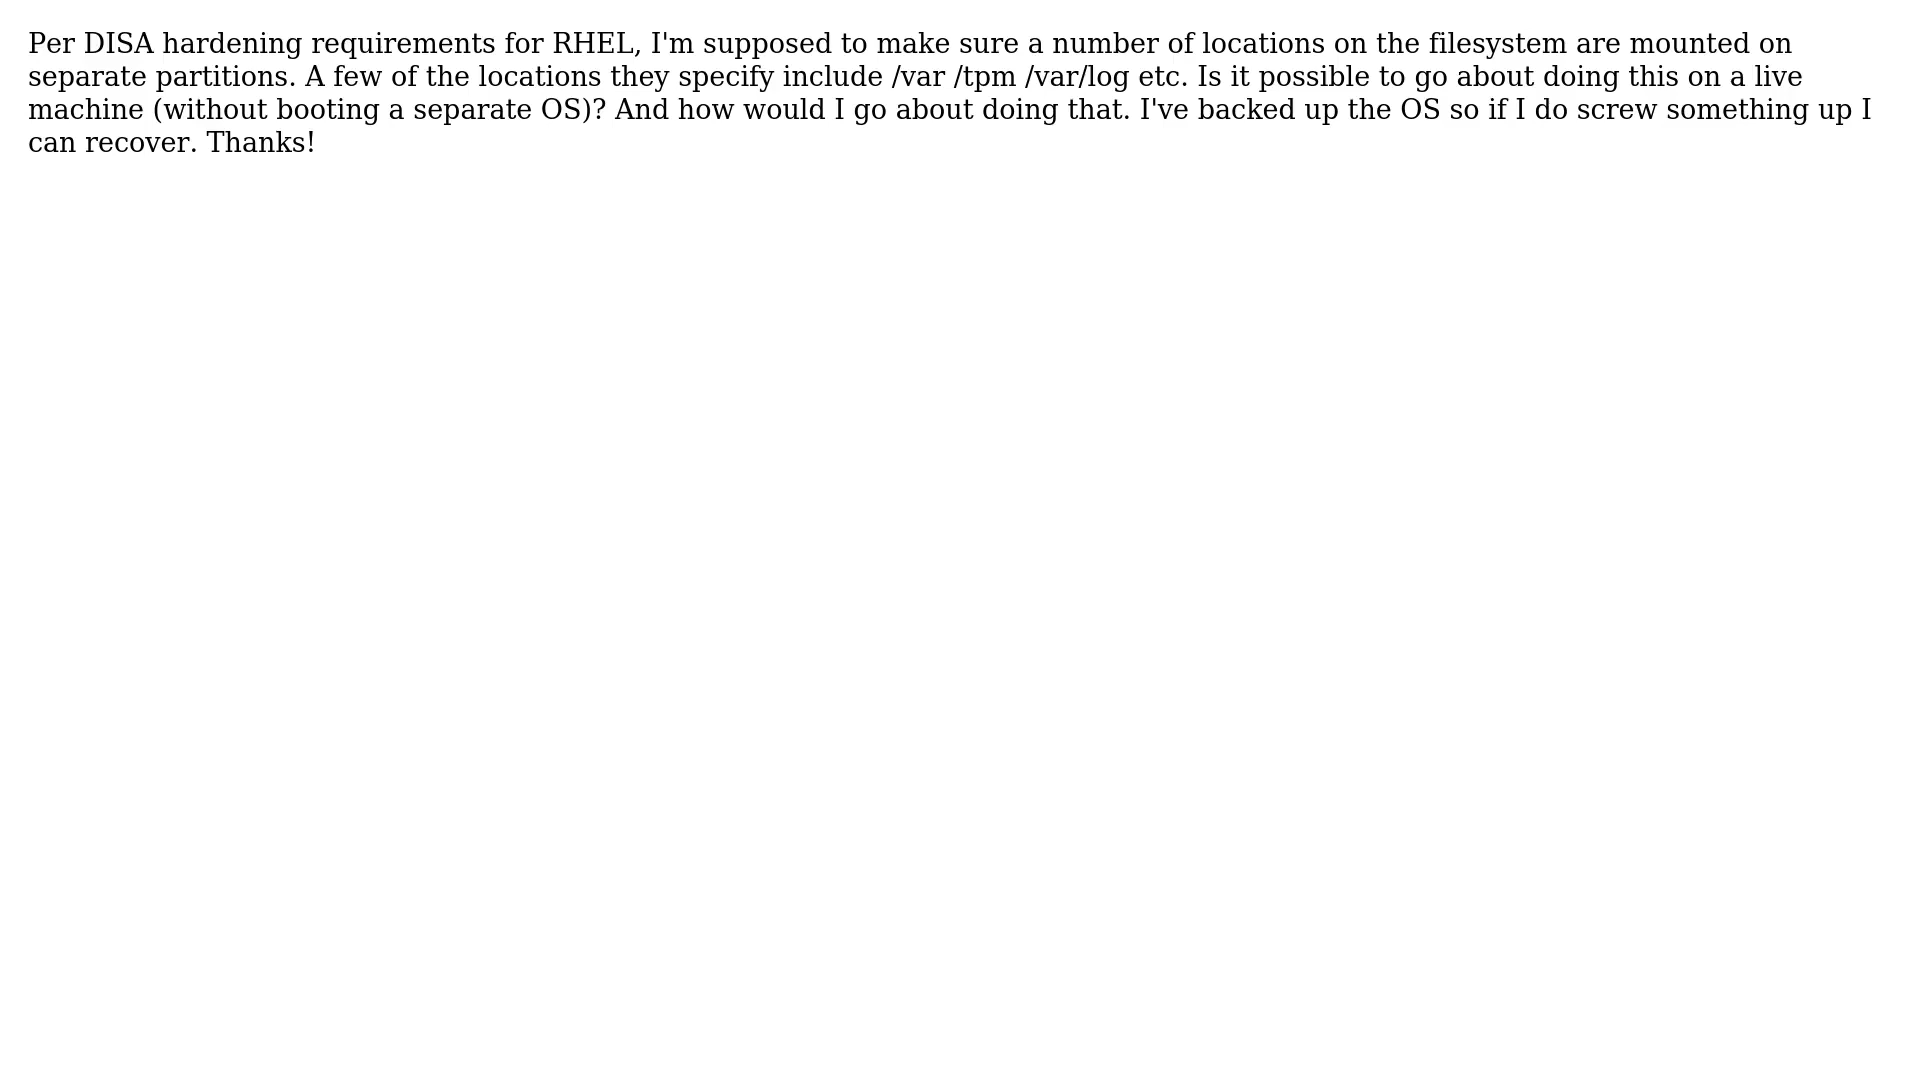 Per DISA hardening requirements for RHEL, I'm supposed to make sure a number of locations on the filesystem are mounted on
separate partitions. A few of the locations they specify include /var /tpm /var/log etc. Is it possible to go about doing this on a live
machine (without booting a separate OS)? And how would I go about doing that. I've backed up the OS so if I do screw something up I
can recover. Thanks!